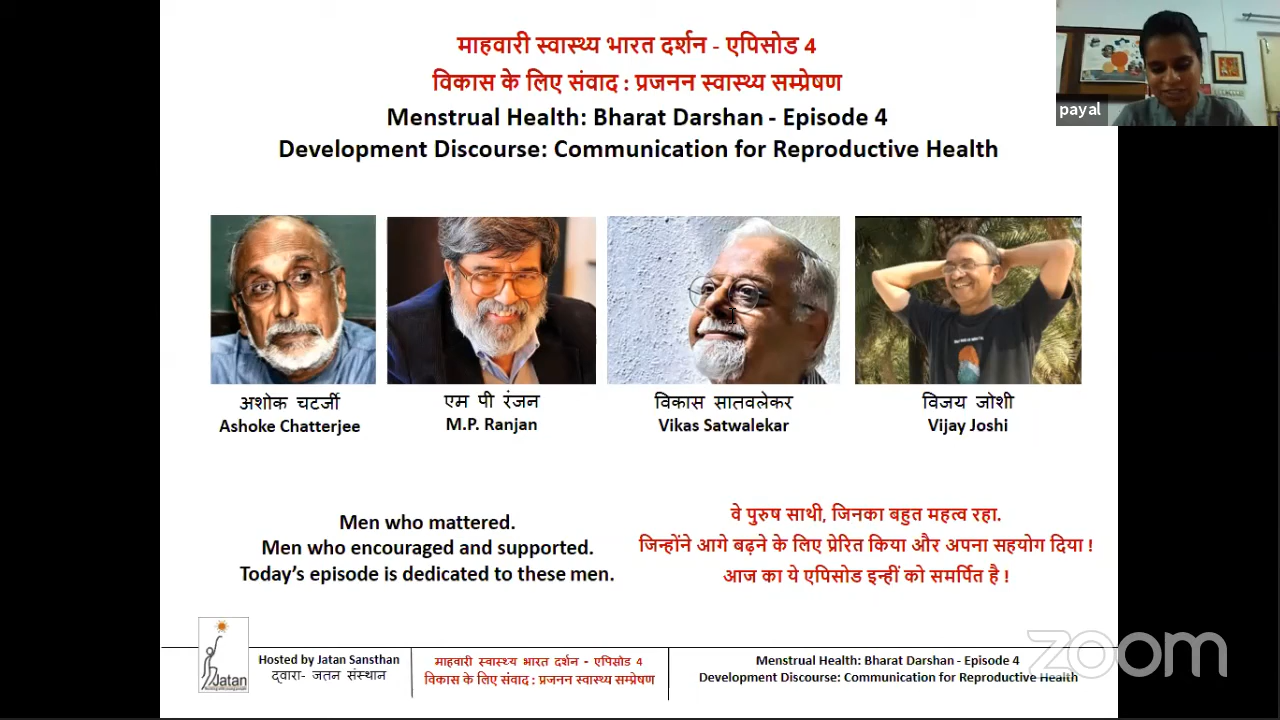 माहवारी स्वास्थ्य भारत दर्शन - एपिसोड 4
विकास के लिए संवाद : प्रजनन स्वास्थ्य सम्प्रेषण
Menstrual Health: Bharat Darshan - Episode 4
Development Discourse: Communication for Reproductive Health
payal
अशोक चटर्जी
Ashoke Chatterjee
एम पी रंजन
M.P. Ranjan
विकास सातवलेकर
Vikas Satwalekar
विजय जोशी
Vijay Joshi
Men who mattered.
Men who encouraged and supported.
Today's episode is dedicated to these men.
वे पुरुष साथी, जिनका बहुत महत्व रहा.
जिन्होंने आगे बढ़ने के लिए प्रेरित किया और अपना सहयोग दिया !
आज का ये एपिसोड इन्हीं को समर्पित है !
Jatan
Hosted by Jatan Sansthan
द्वारा- जतन संस्थान
माहवारी स्वास्थ्य भारत दर्शन - एपिसोड 4
विकास के लिए संवाद : प्रजनन स्वास्थ्य सम्प्रेषण
Menstrual Health: Bharat Darshan - Episode 4
Development Discourse: Communication for Reproductive Health
zoom